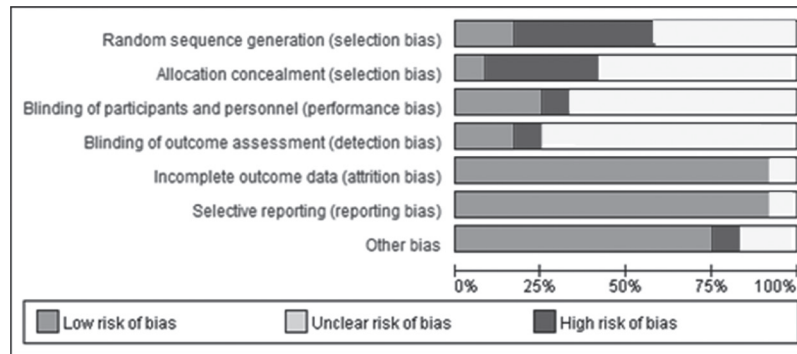 Random sequence generation (selection bias)
Allocation concealment (selection bias)
Blinding of participants and personnel (performance bias)
Blinding of outcome assessment (detection bias)
Incomplete outcome data (attrition bias)
Selective reporting (reporting bias)
Other bias
0% 25% 50% 75% 100%
Low risk of bias Unclear risk of bias High risk of bias